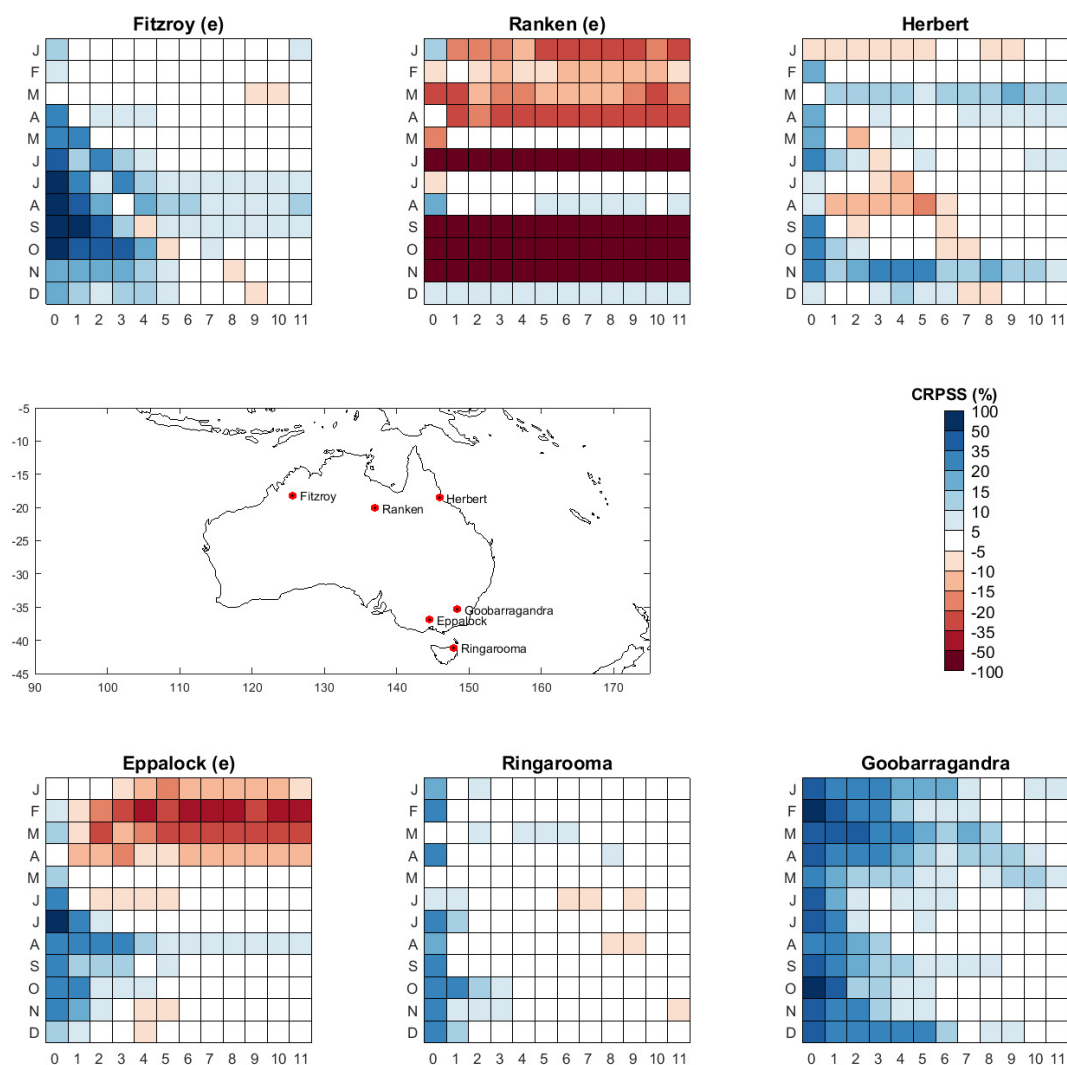 Fitzroy (e)
J
F
M
A
M
J
J
A
S
O
N
D
0 1 2 3 4 5 6 7 8 9 10 11
Ranken (e)
J
F
M
A
M
J
J
A
S
O
N
D
0 1 2 3 4 5 6 7 8 9 10 11
Herbert
J
F
M
A
M
J
J
A
S
O
N
D
0 1 2 3 4 5 6 7 8 9 10 11
-5
-10
-15
-20
-25
-30
-35
-40
-45
90 100 110 120 130 140 150 160 170
Fitzroy
Ranken
Herbert
Goobarragandra
Eppalock
Ringarooma
CRPSS (%)
100
50
35
20
15
10
5
-5
-10
-15
-20
-35
-50
-100
Eppalock (e)
J
F
M
A
M
J
J
A
S
O
N
D
0 1 2 3 4 5 6 7 8 9 10 11
Ringarooma
J
F
M
A
M
J
J
A
S
O
N
D
0 1 2 3 4 5 6 7 8 9 10 11
Goobarragandra
J
F
M
A
M
J
J
A
S
O
N
D
0 1 2 3 4 5 6 7 8 9 10 11